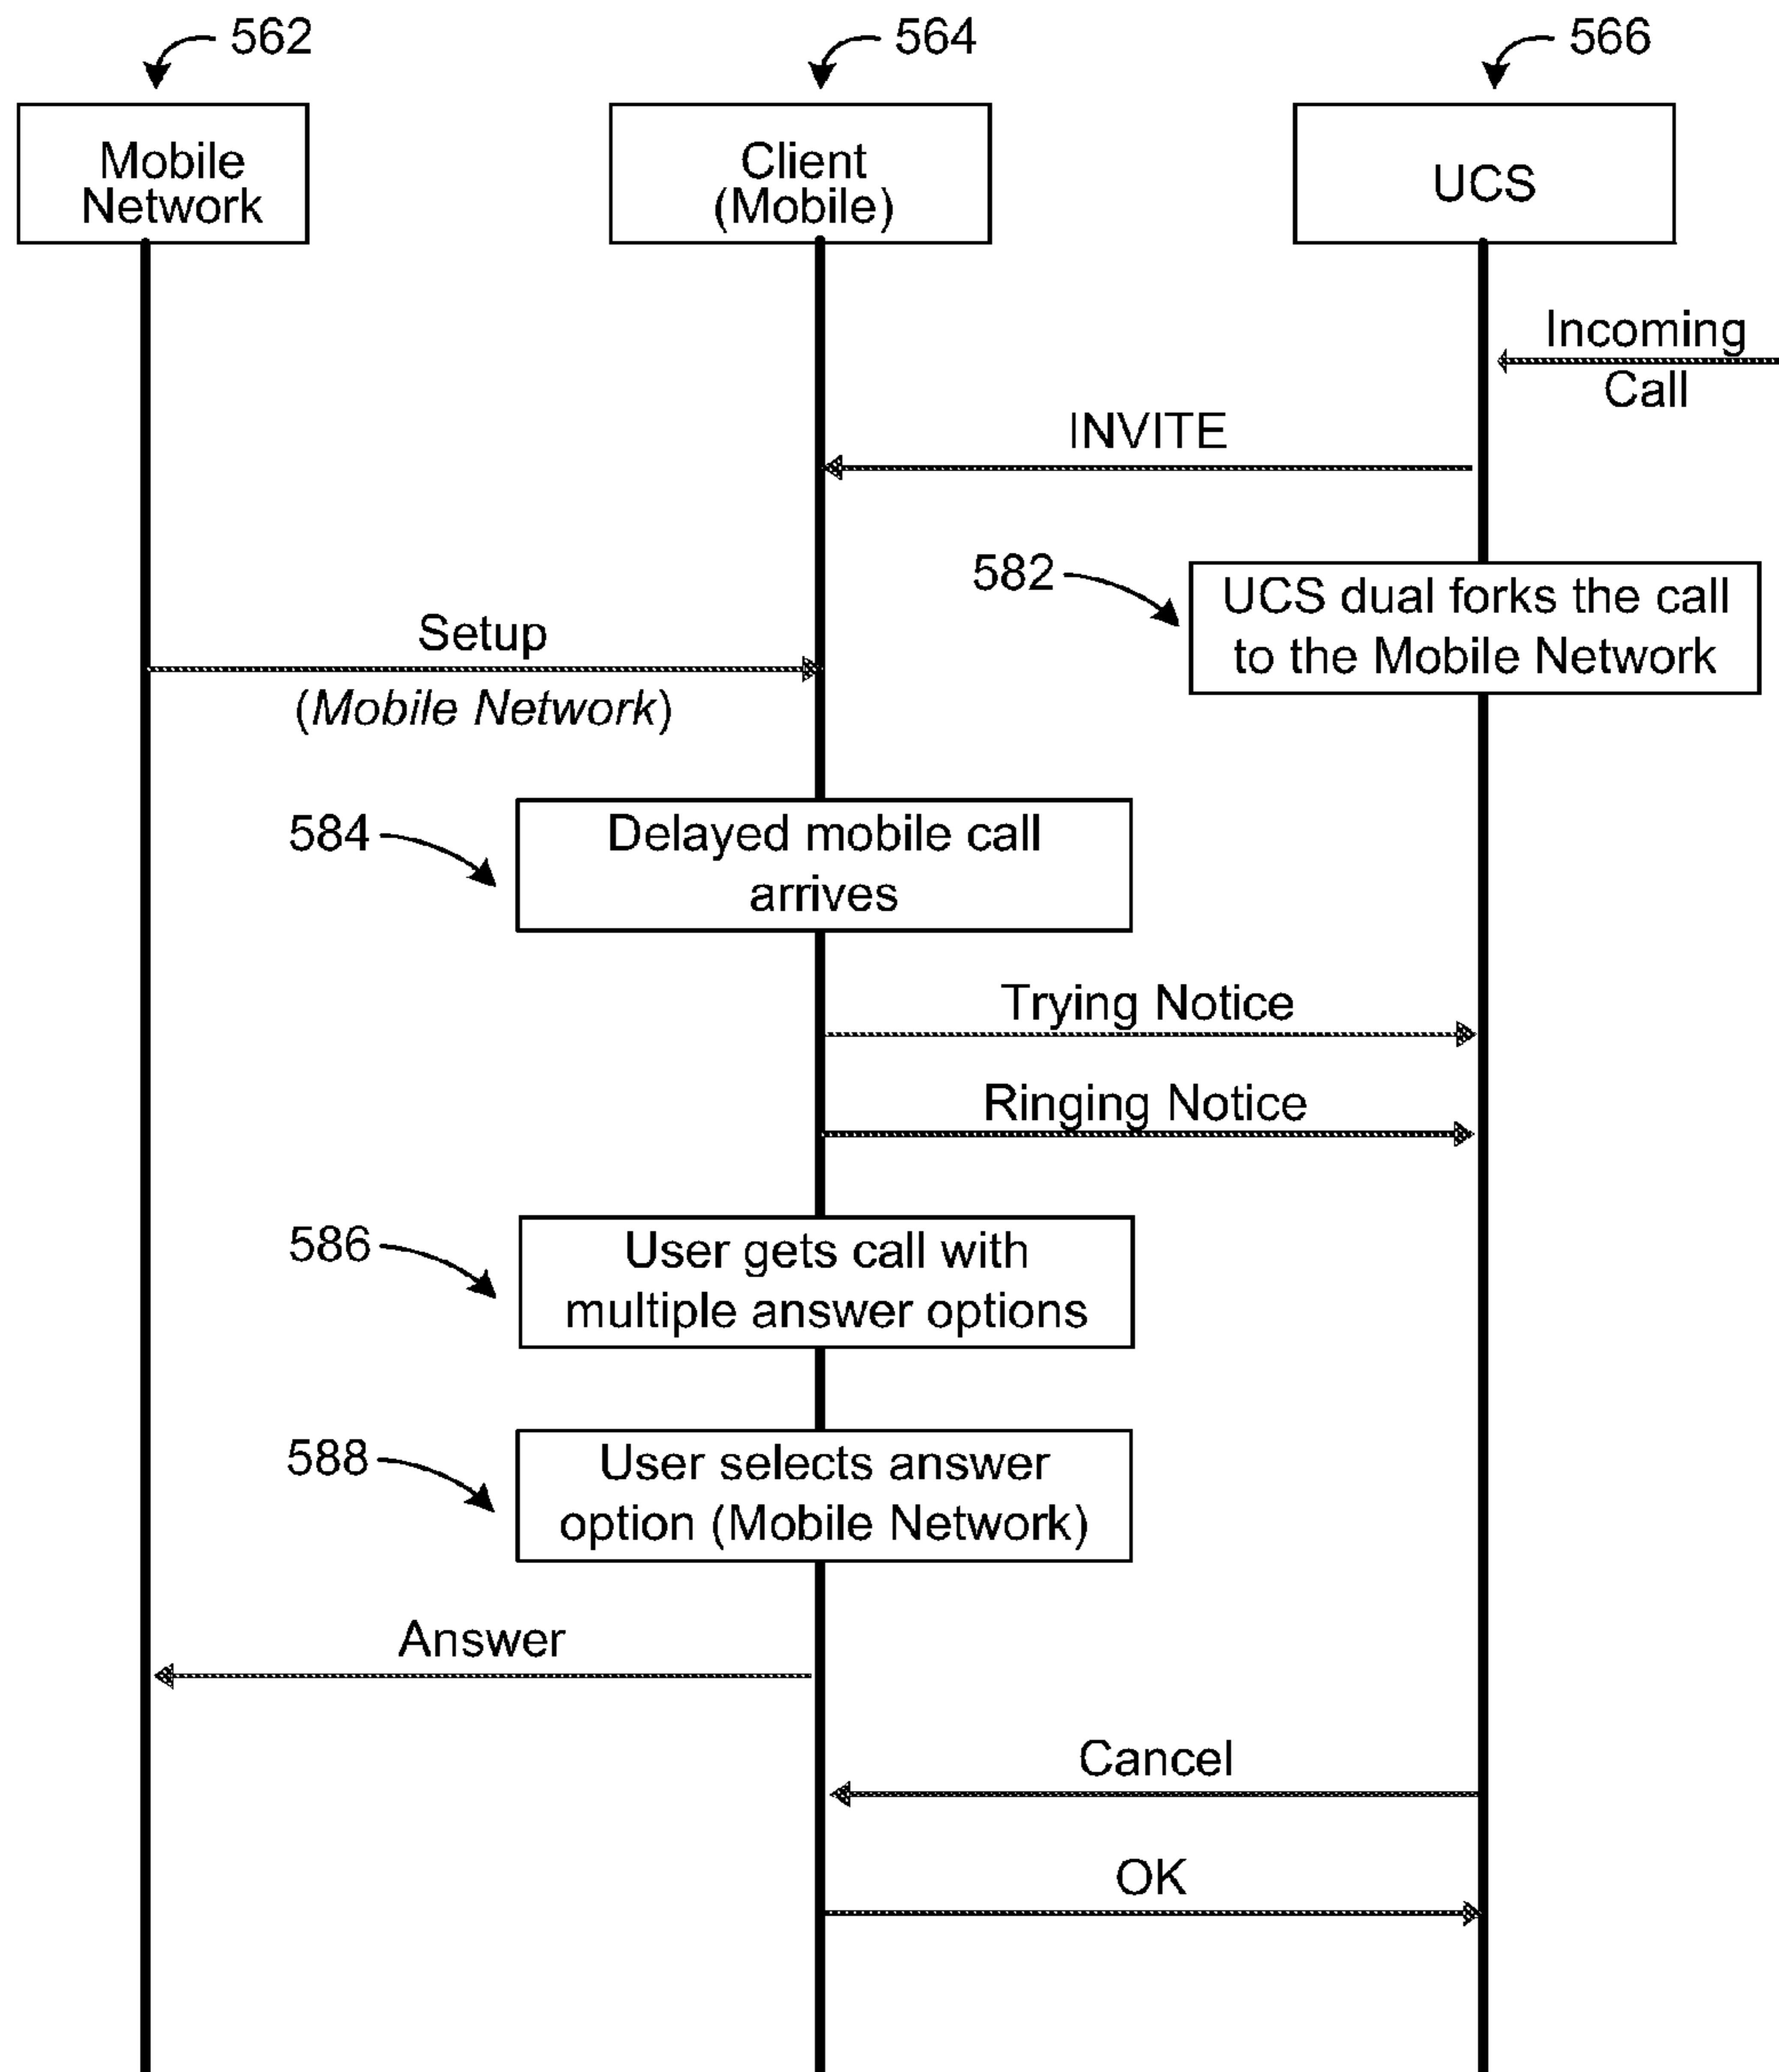 562
564
566
Mobile
Network
Client
(Mobile)
UCS
Incoming
Call
INVITE
582
UCS dual forks the call
to the Mobile Network
Setup
(Mobile Network)
584
Delayed mobile call
arrives
Trying Notice
Ringing Notice
586
User gets call with
multiple answer options
588
User selects answer
option (Mobile Network)
Answer
Cancel
OK